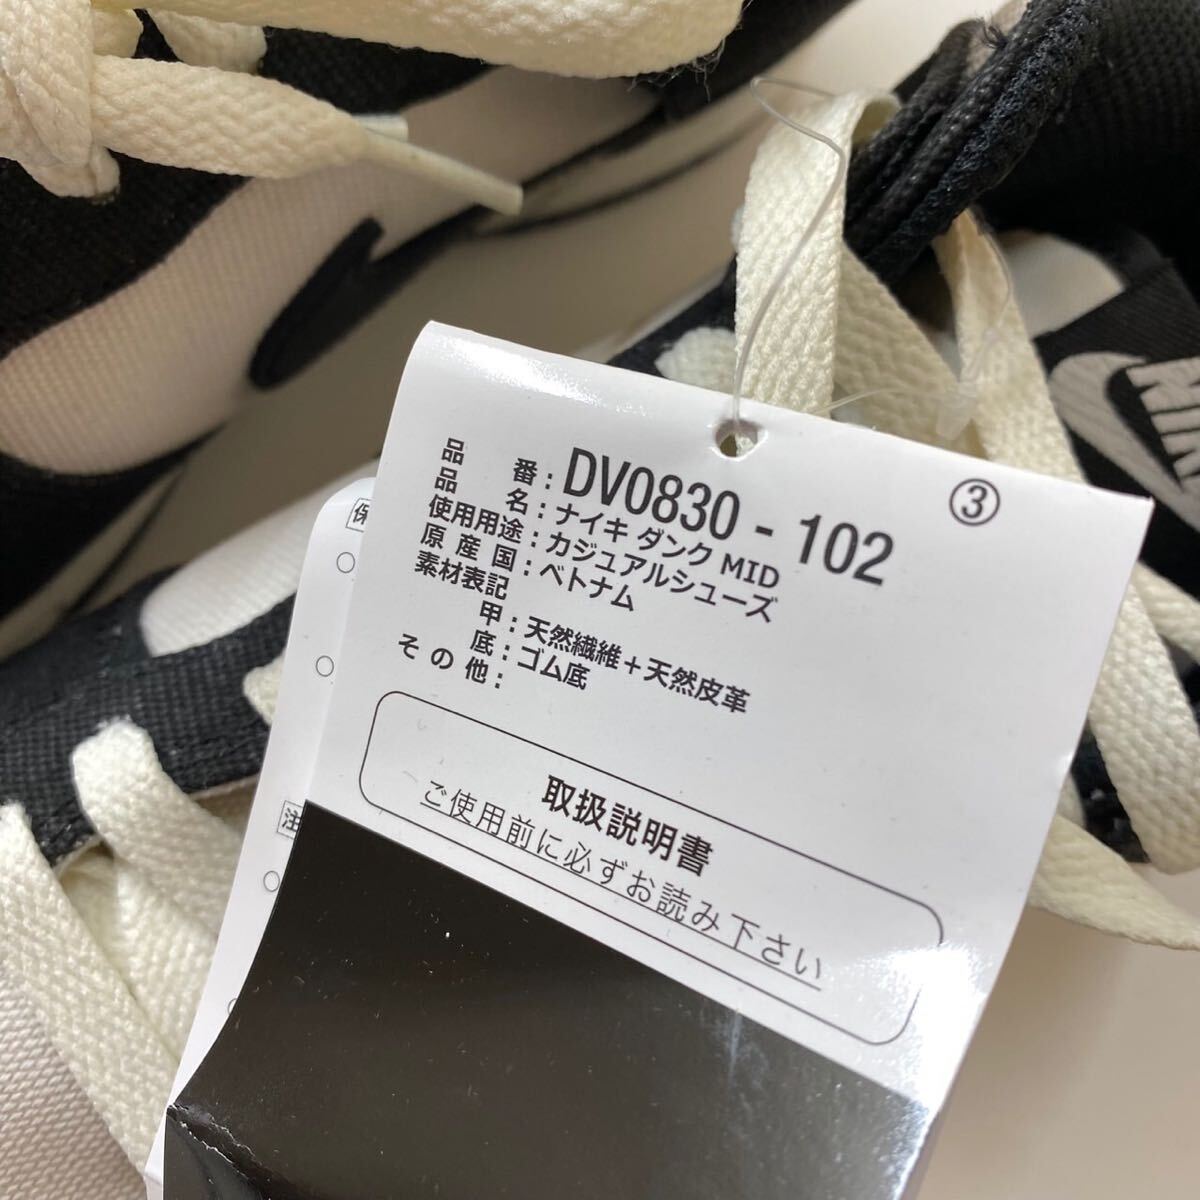 ③
品番:DV0830-102
品名:ナイキ ダンク MID
使用用途:カジュアルシューズ
原産国:ベトナム
素材表記
甲:天然繊維+天然皮革
底:ゴム底
その他:
取扱説明書
ご使用前に必ずお読み下さい
保
注
NIK